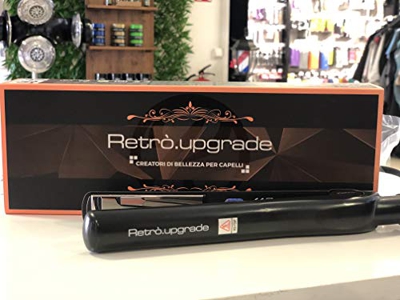 Retrò.upgrade
CREATORI DI BELLEZZA PER CAPELLI
Retrò.upgrade